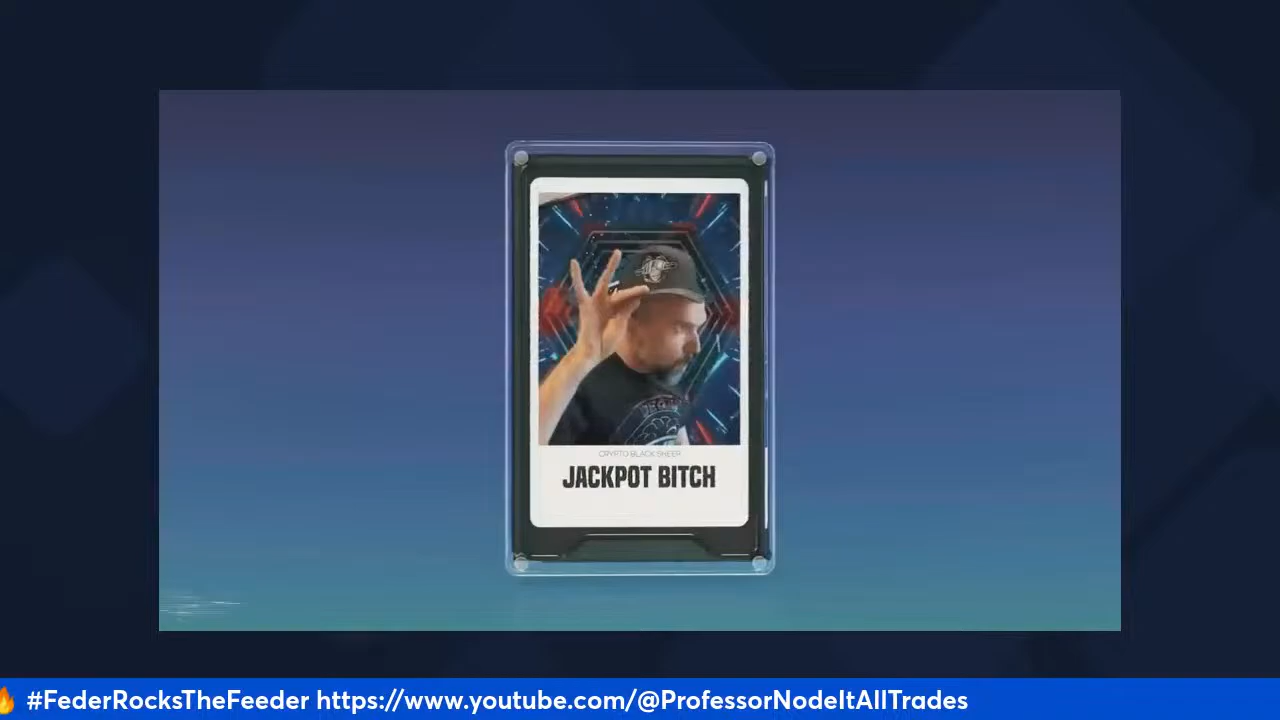 CRYPTO BLACK SHEEP
JACKPOT BITCH
#FederRocksTheFeeder https://www.youtube.com/@ProfessorNodeItAllTrades